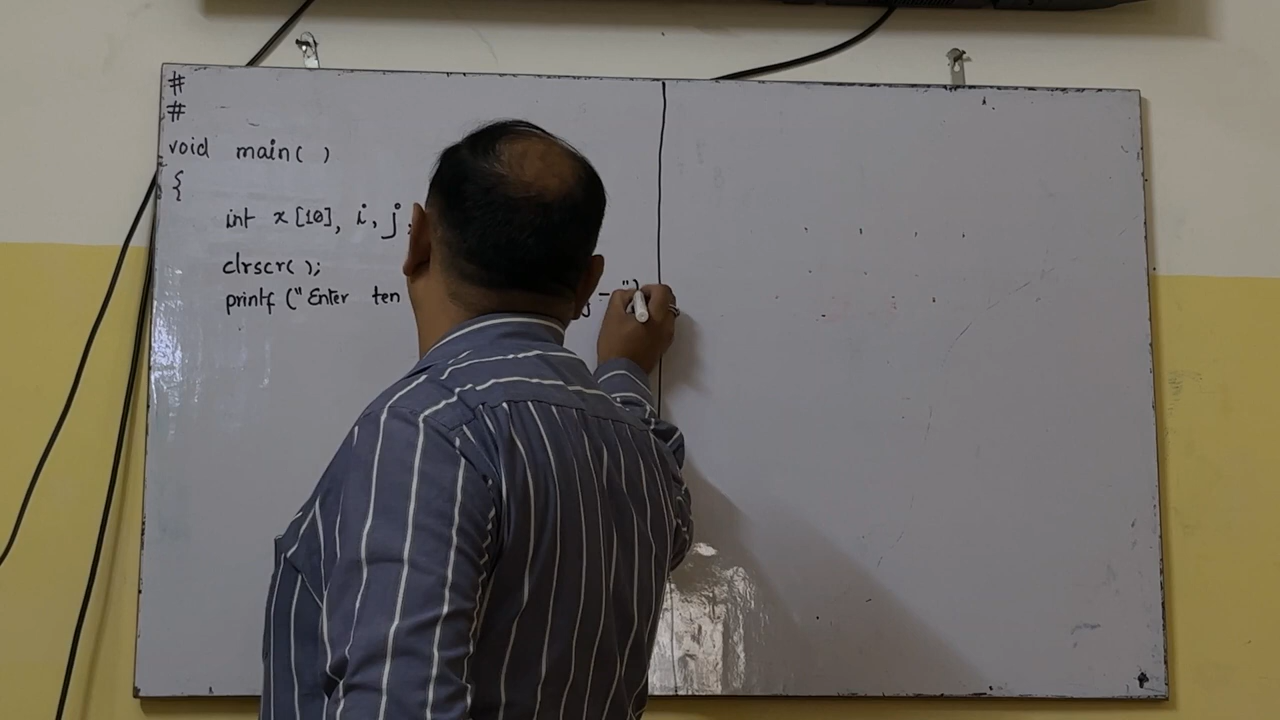 #
#
void main( )
{
int x [10], i, j,
clrscr( );
printf ("Enter ten - ")